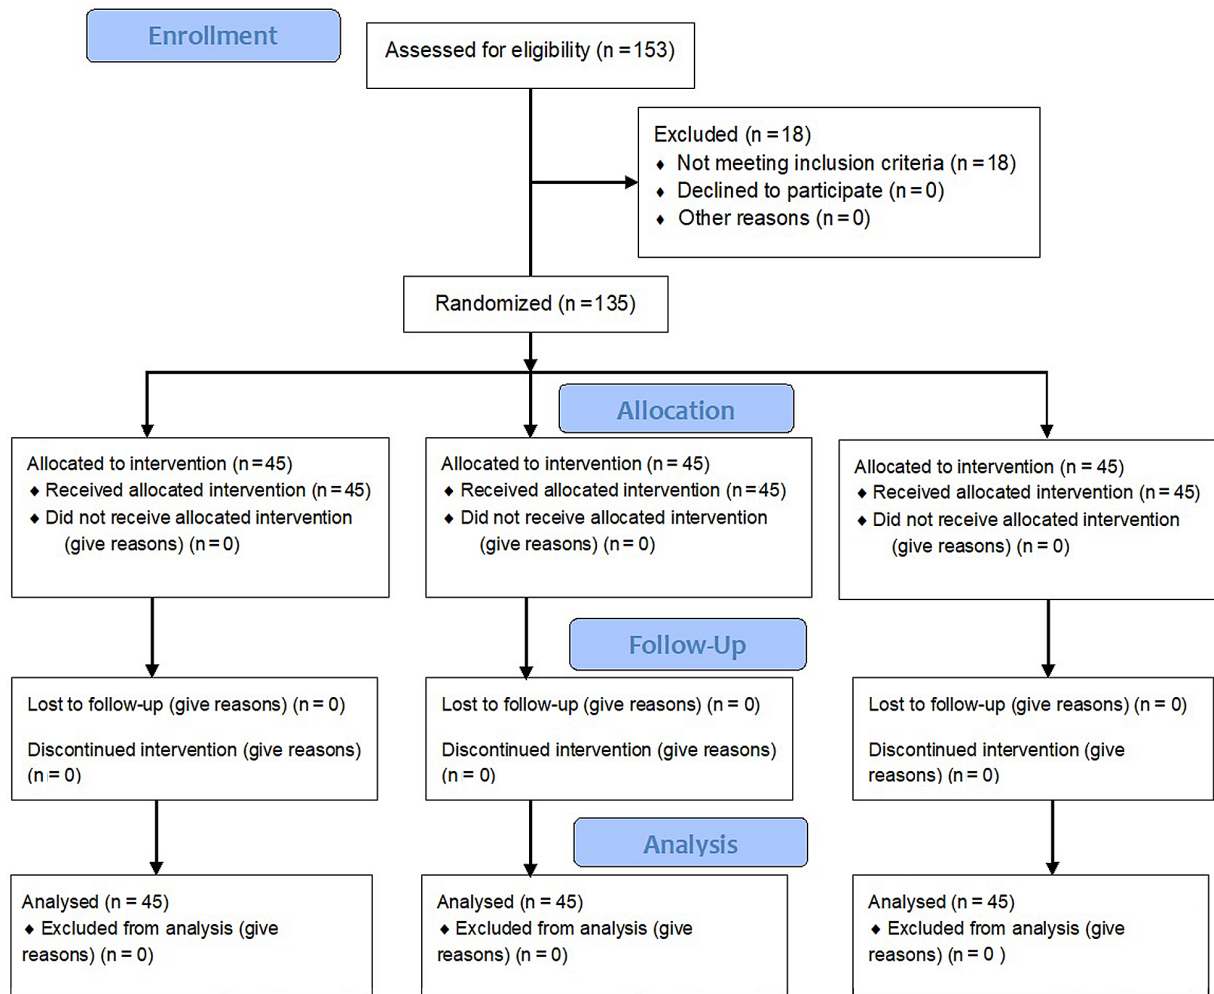 Enrollment
Assessed for eligibility (n = 153)
Excluded (n = 18)
♦ Not meeting inclusion criteria (n = 18)
♦ Declined to participate (n = 0)
♦ Other reasons (n = 0)
Randomized (n = 135)
Allocation
Allocated to intervention (n = 45)
♦ Received allocated intervention (n = 45)
♦ Did not receive allocated intervention
(give reasons) (n = 0)
Allocated to intervention (n = 45)
♦ Received allocated intervention (n = 45)
♦ Did not receive allocated intervention
(give reasons) (n = 0)
Allocated to intervention (n = 45)
♦ Received allocated intervention (n = 45)
♦ Did not receive allocated intervention
(give reasons) (n = 0)
Follow-Up
Lost to follow-up (give reasons) (n = 0)
Discontinued intervention (give reasons)
(n = 0)
Lost to follow-up (give reasons) (n = 0)
Discontinued intervention (give reasons)
(n = 0)
Lost to follow-up (give reasons) (n = 0)
Discontinued intervention (give
reasons) (n = 0)
Analysis
Analysed (n = 45)
♦ Excluded from analysis (give
reasons) (n = 0)
Analysed (n = 45)
♦ Excluded from analysis (give
reasons) (n = 0)
Analysed (n = 45)
♦ Excluded from analysis (give
reasons) (n = 0 )